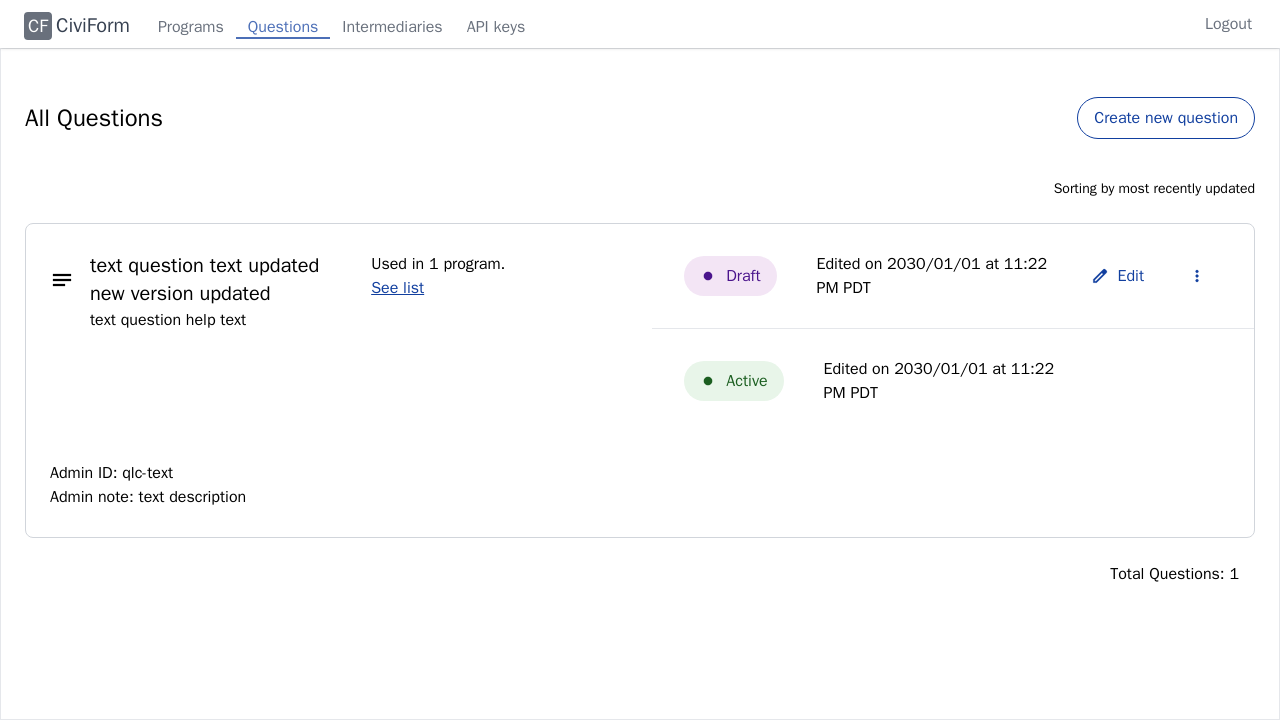 CF CiviForm Programs Questions Intermediaries API keys Logout
All Questions
Create new question
Sorting by most recently updated
text question text updated
new version updated
text question help text
Used in 1 program.
See list
Draft
Edited on 2030/01/01 at 11:22
PM PDT
Edit
Active
Edited on 2030/01/01 at 11:22
PM PDT
Admin ID: qlc-text
Admin note: text description
Total Questions: 1